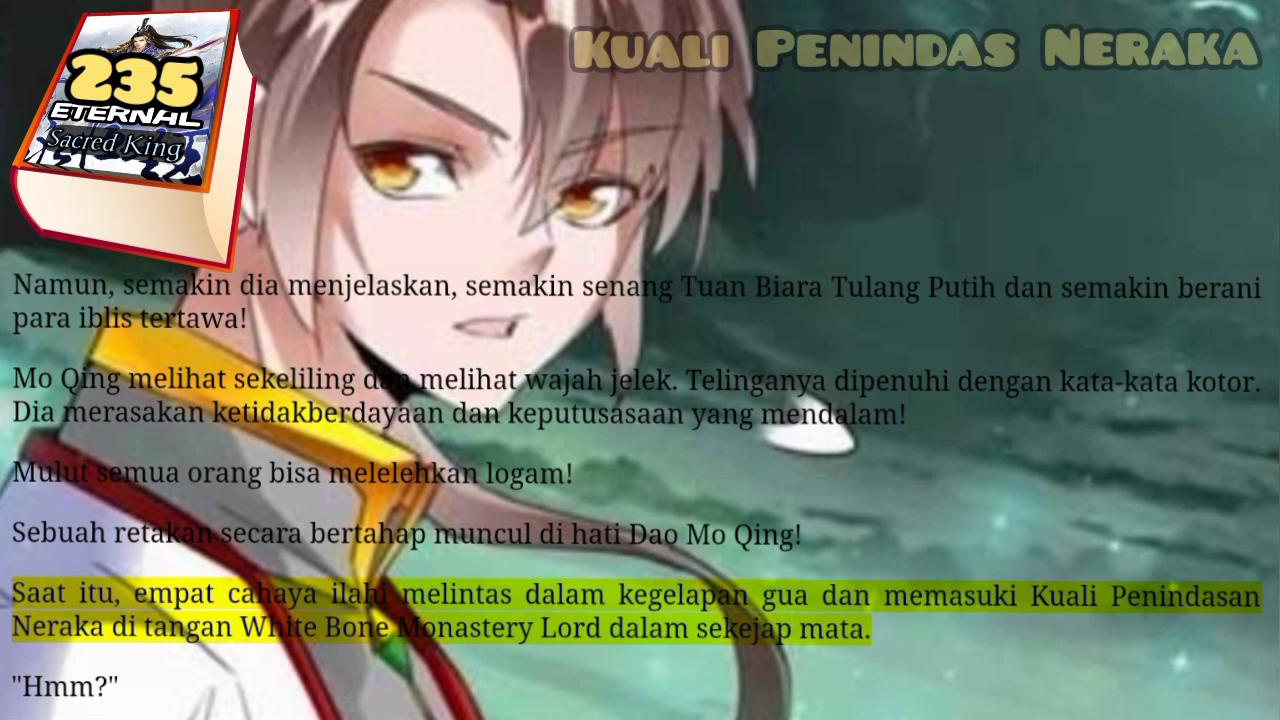 235
ETERNAL
Sacred King
Kuali Penindas Neraka
Namun, semakin dia menjelaskan, semakin senang Tuan Biara Tulang Putih dan semakin berani
para iblis tertawa!
Mo Qing melihat sekeliling dan melihat wajah jelek. Telinganya dipenuhi dengan kata-kata kotor.
Dia merasakan ketidakberdayaan dan keputusasaan yang mendalam!
Mulut semua orang bisa melelehkan logam!
Sebuah retakan secara bertahap muncul di hati Dao Mo Qing!
Saat itu, empat cahaya ilahi melintas dalam kegelapan gua dan memasuki Kuali Penindasan
Neraka di tangan White Bone Monastery Lord dalam sekejap mata.
"Hmm?"